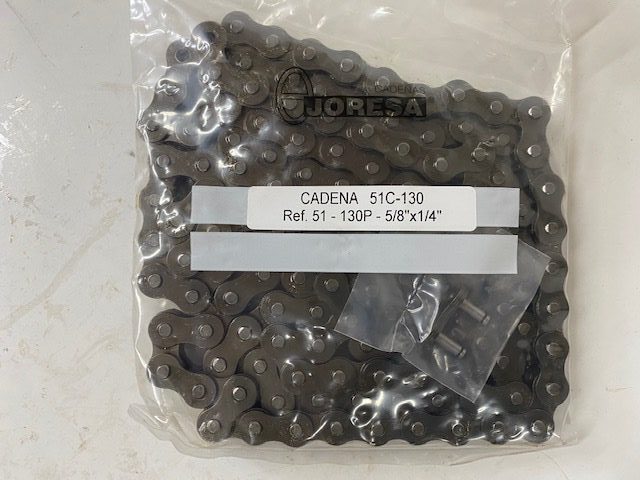 CADENAS
JORESA
CADENA 51C-130
Ref. 51 - 130P - 5/8"x1/4"